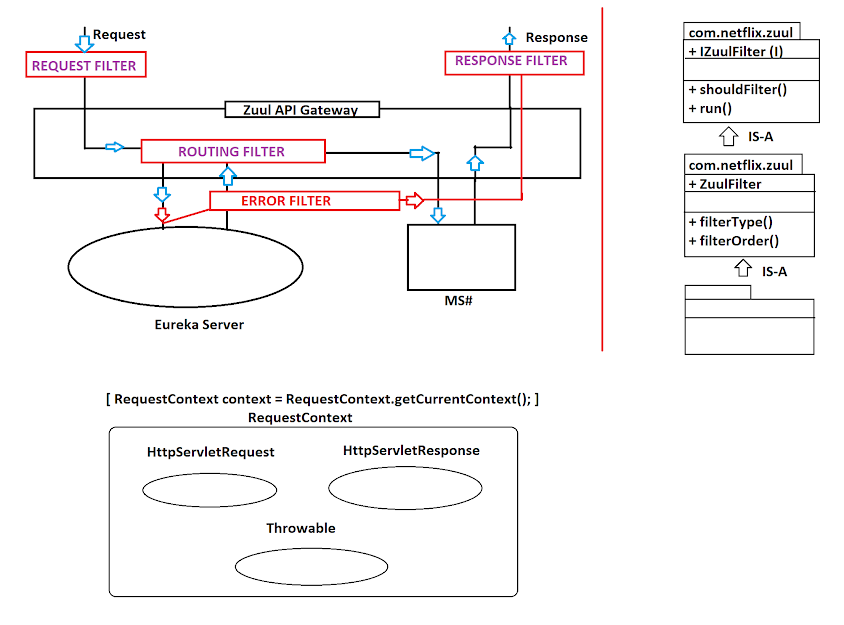 Request
REQUEST FILTER
Response
RESPONSE FILTER
Zuul API Gateway
ROUTING FILTER
ERROR FILTER
Eureka Server
MS#
com.netflix.zuul
+ IZuulFilter (I)
+ shouldFilter()
+ run()
IS-A
com.netflix.zuul
+ ZuulFilter
+ filterType()
+ filterOrder()
IS-A
[ RequestContext context = RequestContext.getCurrentContext(); ]
RequestContext
HttpServletRequest
HttpServletResponse
Throwable